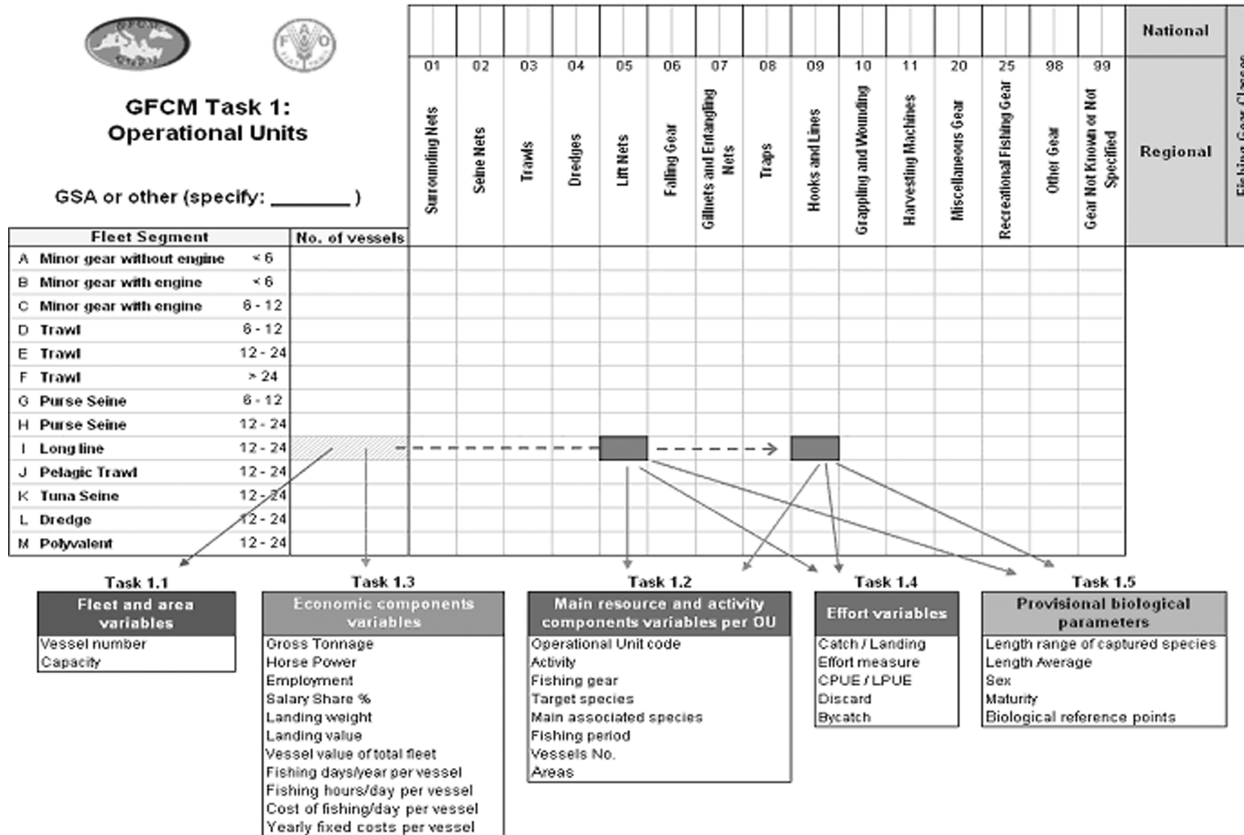 GFCM Task 1:
Operational Units
GSA or other (specify: ________ )
National
Regional
Fishing Gear Classes
01 02 03 04 05 06 07 08 09 10 11 20 25 98 99
Surrounding Nets
Seine Nets
Trawls
Dredges
Lift Nets
Falling Gear
Gillnets and Entangling
Nets
Traps
Hooks and Lines
Grappling and Wounding
Harvesting Machines
Miscellaneous Gear
Recreational Fishing Gear
Other Gear
Gear Not Known or Not
Specified
Fleet Segment No. of vessels
A Minor gear without engine < 6
B Minor gear with engine < 6
C Minor gear with engine 6 - 12
D Trawl 6 - 12
E Trawl 12 - 24
F Trawl > 24
G Purse Seine 6 - 12
H Purse Seine 12 - 24
I Long line 12 - 24
J Pelagic Trawl 12 - 24
K Tuna Seine 12 - 24
L Dredge 12 - 24
M Polyvalent 12 - 24
Task 1.1
Fleet and area
variables
Vessel number
Capacity
Task 1.3
Economic components
variables
Gross Tonnage
Horse Power
Employment
Salary Share %
Landing weight
Landing value
Vessel value of total fleet
Fishing days/year per vessel
Fishing hours/day per vessel
Cost of fishing/day per vessel
Yearly fixed costs per vessel
Task 1.2
Main resource and activity
components variables per OU
Operational Unit code
Activity
Fishing gear
Target species
Main associated species
Fishing period
Vessels No.
Areas
Task 1.4
Effort variables
Catch / Landing
Effort measure
CPUE / LPUE
Discard
Bycatch
Task 1.5
Provisional biological
parameters
Length range of captured species
Length Average
Sex
Maturity
Biological reference points